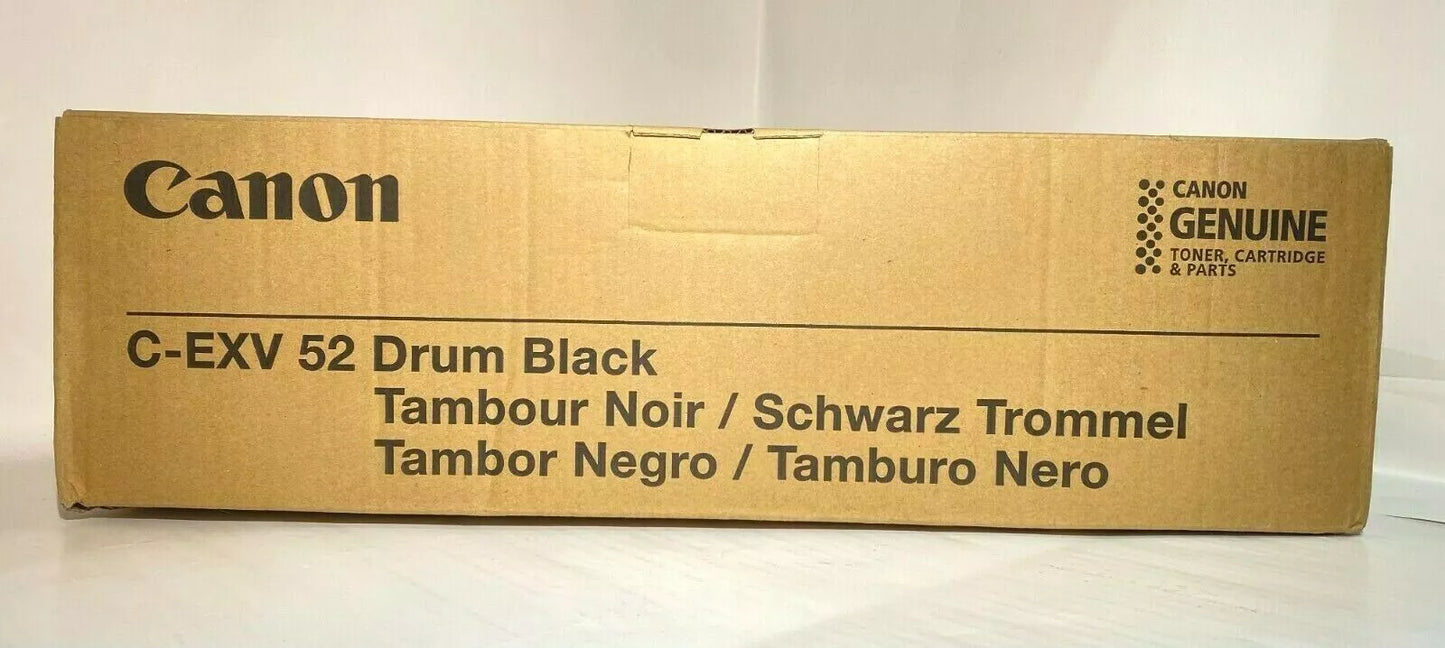 Canon
CANON
GENUINE
TONER, CARTRIDGE
& PARTS
C-EXV 52 Drum Black
Tambour Noir / Schwarz Trommel
Tambor Negro / Tamburo Nero